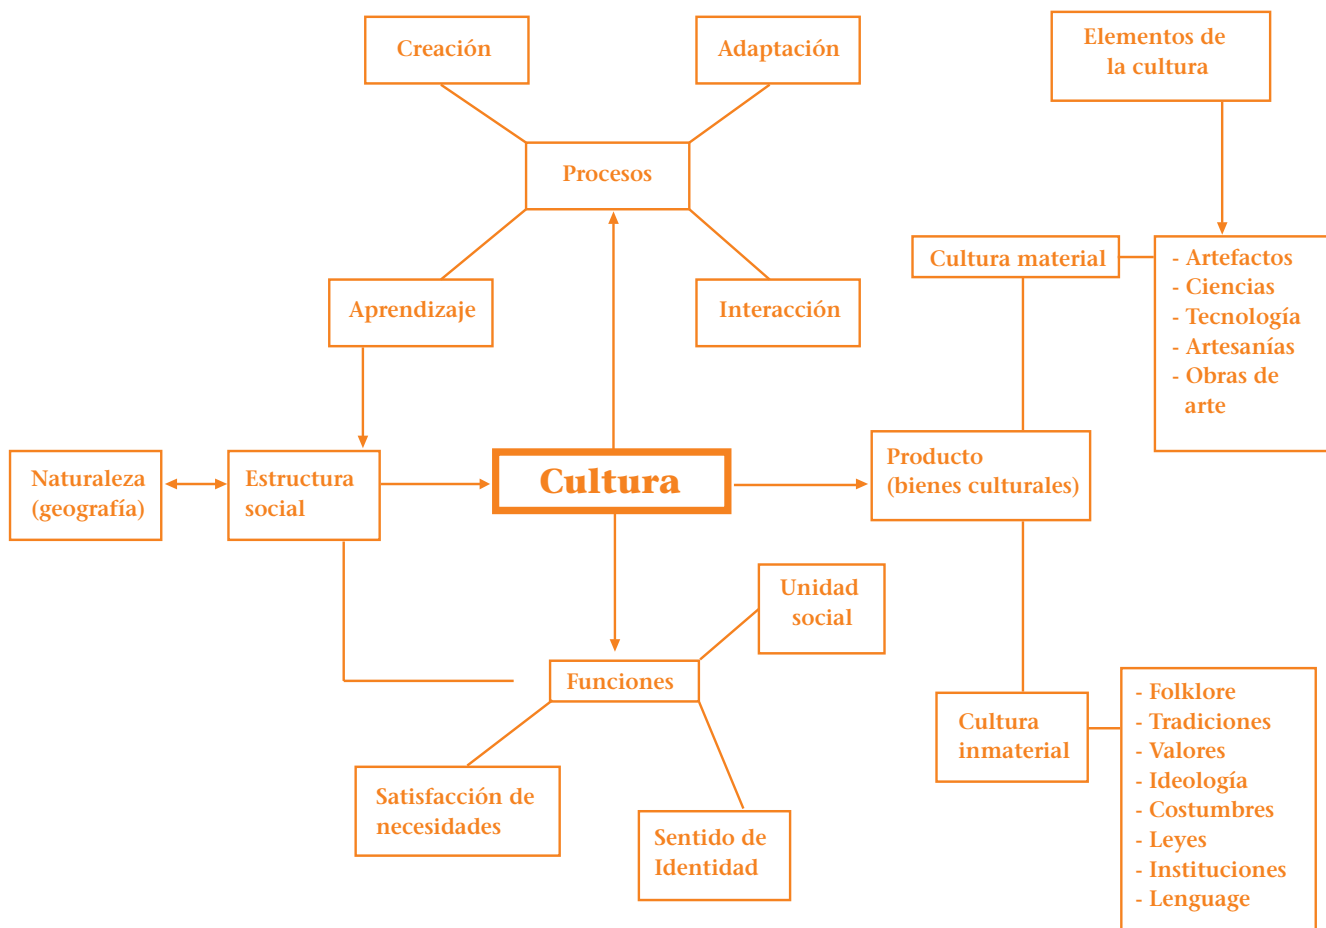 Creación
Adaptación
Elementos de
la cultura
Procesos
Aprendizaje
Interacción
Cultura material
- Artefactos
- Ciencias
- Tecnología
- Artesanías
- Obras de
arte
Naturaleza
(geografía)
Estructura
social
Cultura
Producto
(bienes culturales)
Unidad
social
Funciones
Satisfacción de
necesidades
Sentido de
Identidad
Cultura
inmaterial
- Folklore
- Tradiciones
- Valores
- Ideología
- Costumbres
- Leyes
- Instituciones
- Lenguage